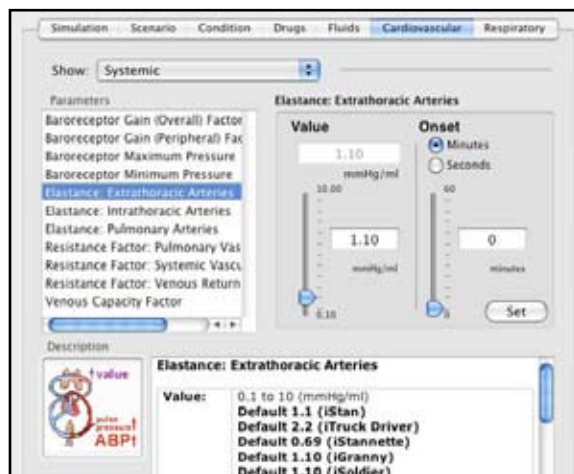 Simulation Scenario Condition Drugs Fluids Cardiovascular Respiratory
Show: Systemic
Parameters
Baroreceptor Gain (Overall) Factor
Baroreceptor Gain (Peripheral) Fac
Baroreceptor Maximum Pressure
Baroreceptor Minimum Pressure
Elastance: Extrathoracic Arteries
Elastance: Intrathoracic Arteries
Elastance: Pulmonary Arteries
Resistance Factor: Pulmonary Vas
Resistance Factor: Systemic Vascu
Resistance Factor: Venous Return
Venous Capacity Factor
Elastance: Extrathoracic Arteries
Value
1.10
mmHg/ml
10.00
1.10
mmHg/ml
0.10
Onset
Minutes
Seconds
60
0
minutes
0
Set
Description
↑value
pulse
pressure↑
ABP↑
Elastance: Extrathoracic Arteries
Value: 0.1 to 10 (mmHg/ml)
Default 1.1 (iStan)
Default 2.2 (iTruck Driver)
Default 0.69 (iStannette)
Default 1.10 (iGranny)
Default 1.10 (iSoldier)